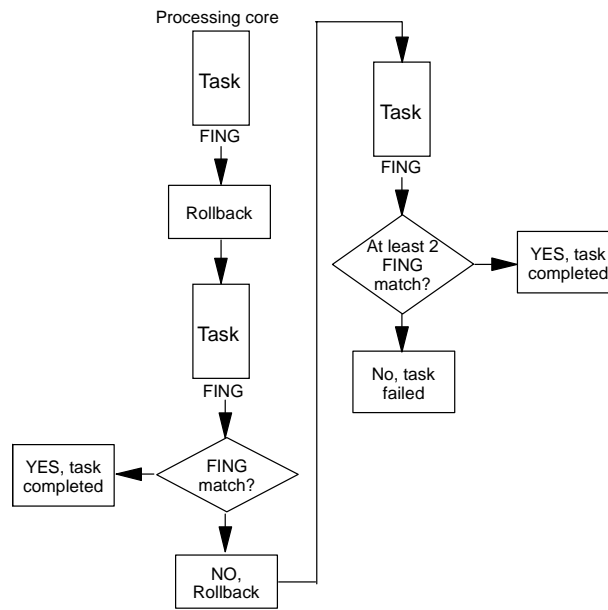 Processing core
Task
FING
Rollback
Task
FING
FING
match?
YES, task
completed
NO,
Rollback
Task
FING
At least 2
FING
match?
YES, task
completed
No, task
failed